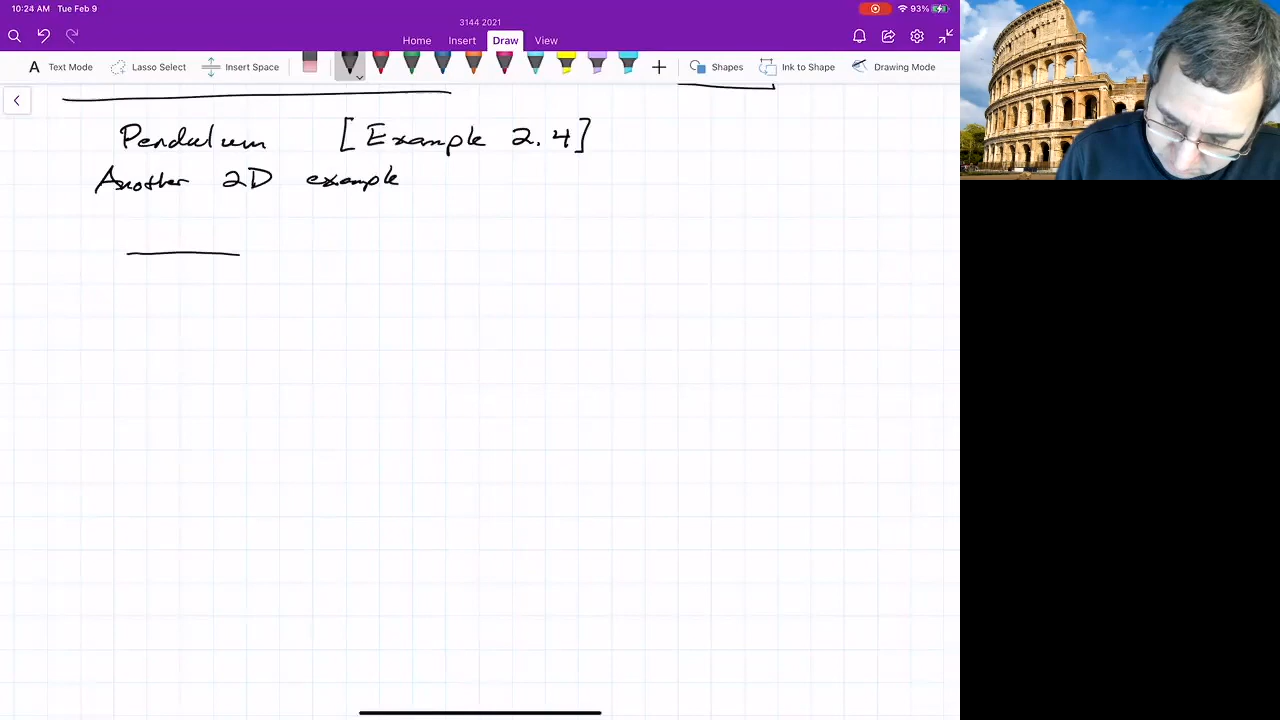 10:24 AM Tue Feb 9
93%
3144 2021
Home Insert Draw View
A Text Mode Lasso Select Insert Space Shapes Ink to Shape Drawing Mode
Pendulum [Example 2.4]
Another 2D example